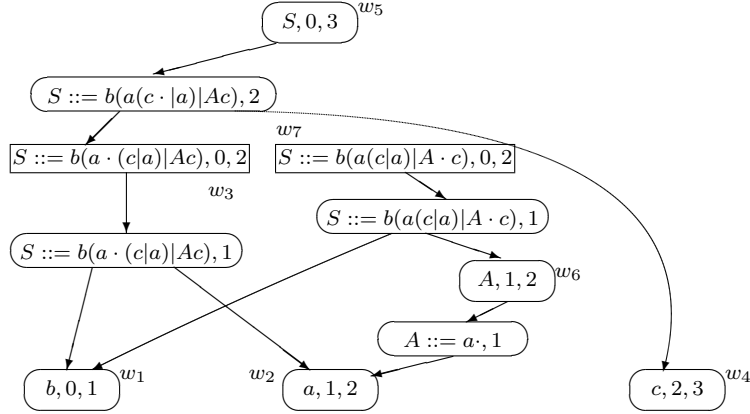 S, 0, 3 w₅
S ::= b(a(c · |a)|Ac), 2
w₇
S ::= b(a · (c|a)|Ac), 0, 2 S ::= b(a(c|a)|A · c), 0, 2
w₃
S ::= b(a(c|a)|A · c), 1
S ::= b(a · (c|a)|Ac), 1
A, 1, 2 w₆
A ::= a·, 1
b, 0, 1 w₁ w₂ a, 1, 2 c, 2, 3 w₄